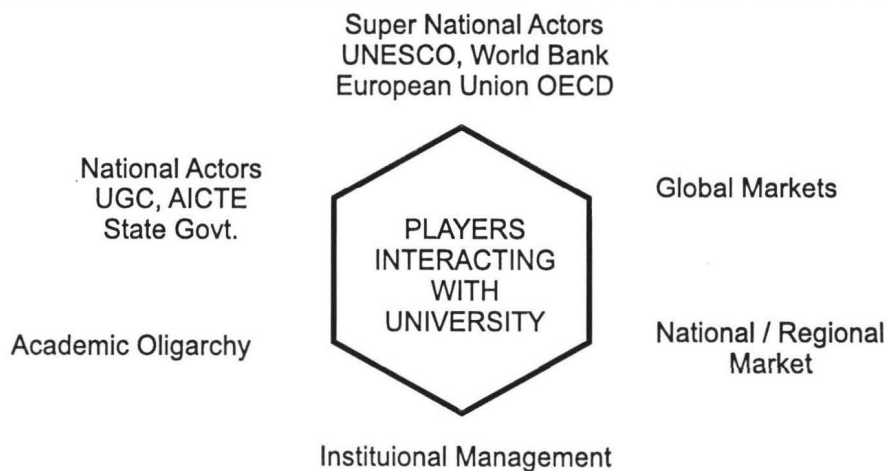 Super National Actors
UNESCO, World Bank
European Union OECD
National Actors
UGC, AICTE
State Govt.
Global Markets
PLAYERS
INTERACTING
WITH
UNIVERSITY
Academic Oligarchy
National / Regional
Market
Instituional Management